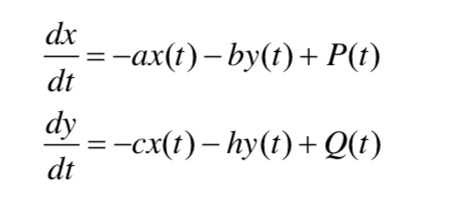 dx/dt = −ax(t) − by(t) + P(t)
dy/dt = −cx(t) − hy(t) + Q(t)